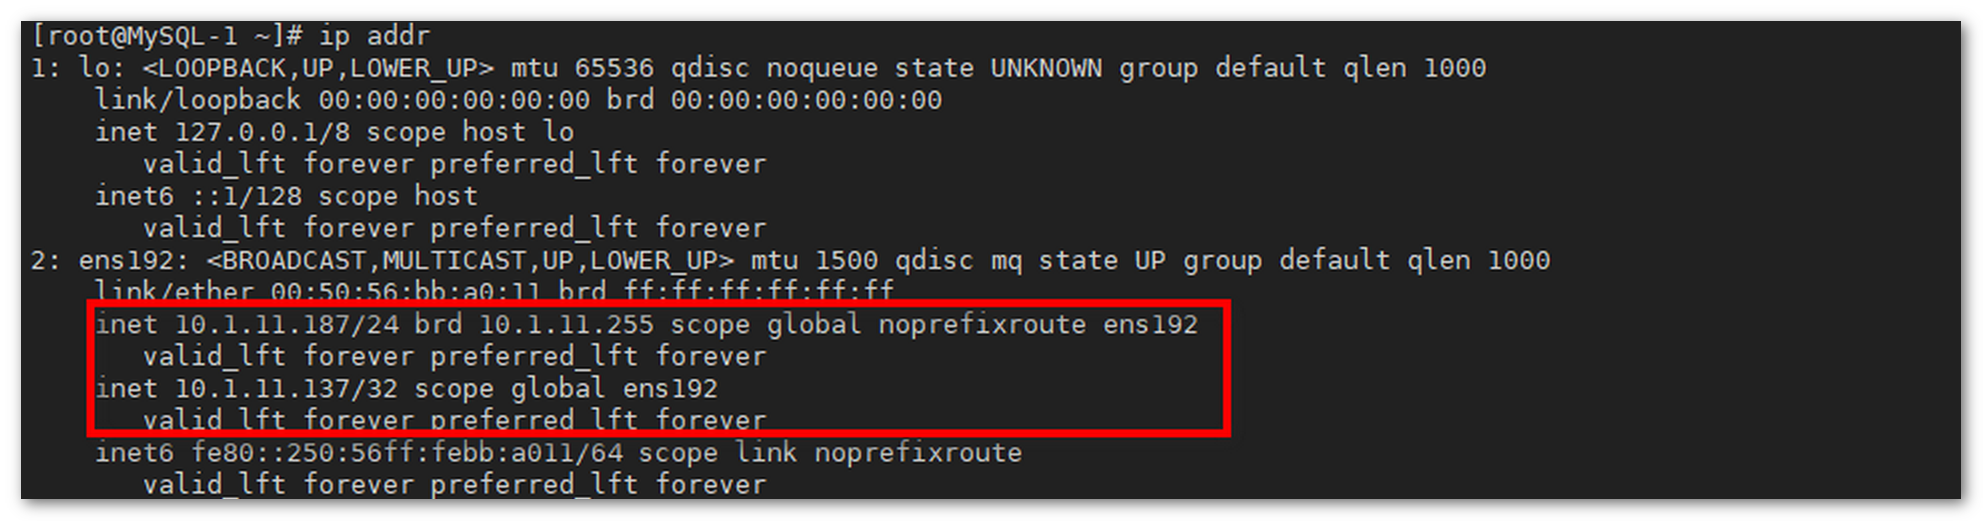 [root@MySQL-1 ~]# ip addr
1: lo: <LOOPBACK,UP,LOWER_UP> mtu 65536 qdisc noqueue state UNKNOWN group default qlen 1000
link/loopback 00:00:00:00:00:00 brd 00:00:00:00:00:00
inet 127.0.0.1/8 scope host lo
valid_lft forever preferred_lft forever
inet6 ::1/128 scope host
valid_lft forever preferred_lft forever
2: ens192: <BROADCAST,MULTICAST,UP,LOWER_UP> mtu 1500 qdisc mq state UP group default qlen 1000
link/ether 00:50:56:bb:a0:11 brd ff:ff:ff:ff:ff:ff
inet 10.1.11.187/24 brd 10.1.11.255 scope global noprefixroute ens192
valid_lft forever preferred_lft forever
inet 10.1.11.137/32 scope global ens192
valid_lft forever preferred_lft forever
inet6 fe80::250:56ff:febb:a011/64 scope link noprefixroute
valid_lft forever preferred_lft forever